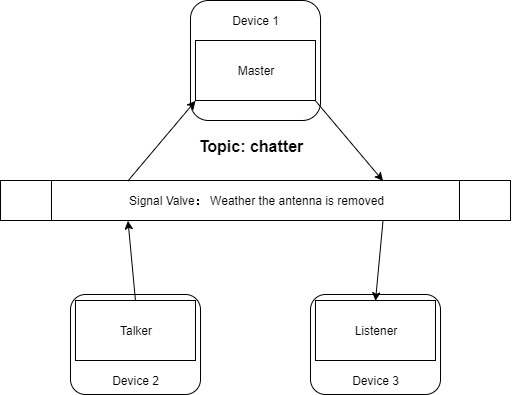 Device 1
Master
Topic: chatter
Signal Valve： Weather the antenna is removed
Talker
Listener
Device 2
Device 3